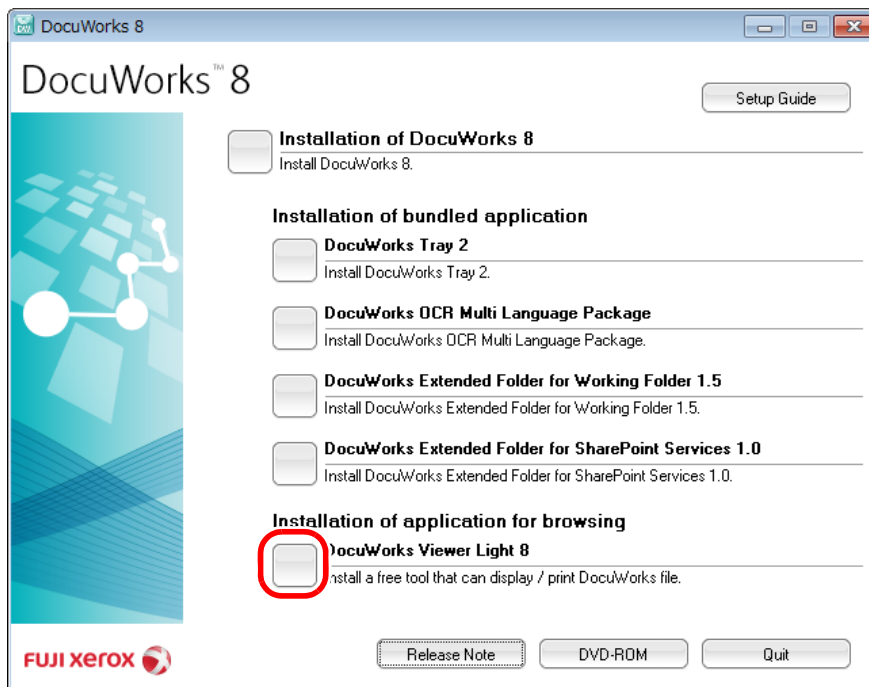 DocuWorks 8
DocuWorks™ 8
Setup Guide
Installation of DocuWorks 8
Install DocuWorks 8.
Installation of bundled application
DocuWorks Tray 2
Install DocuWorks Tray 2.
DocuWorks OCR Multi Language Package
Install DocuWorks OCR Multi Language Package.
DocuWorks Extended Folder for Working Folder 1.5
Install DocuWorks Extended Folder for Working Folder 1.5.
DocuWorks Extended Folder for SharePoint Services 1.0
Install DocuWorks Extended Folder for SharePoint Services 1.0.
Installation of application for browsing
DocuWorks Viewer Light 8
Install a free tool that can display / print DocuWorks file.
FUJI xerox
Release Note
DVD-ROM
Quit